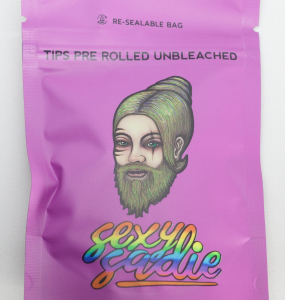 RE-SEALABLE BAG
TIPS PRE ROLLED UNBLEACHED
sexy
sadie